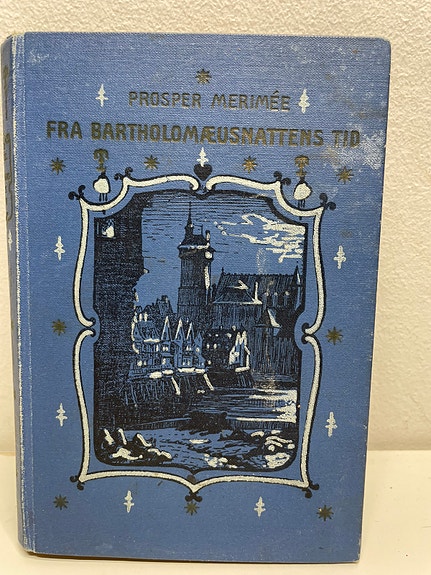 PROSPER MERIMÉE
FRA BARTHOLOMÆUSNATTENS TID